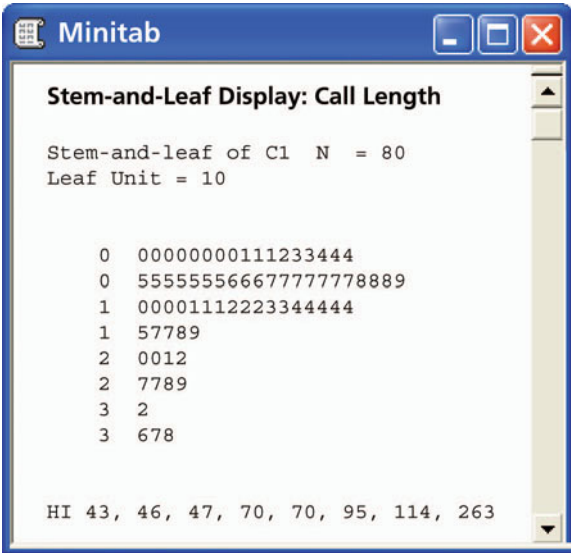 Minitab
Stem-and-Leaf Display: Call Length
Stem-and-leaf of C1  N  = 80
Leaf Unit = 10
0  00000000111233444
0  555555566677777778889
1  00001112223344444
1  57789
2  0012
2  7789
3  2
3  678
HI 43, 46, 47, 70, 70, 95, 114, 263